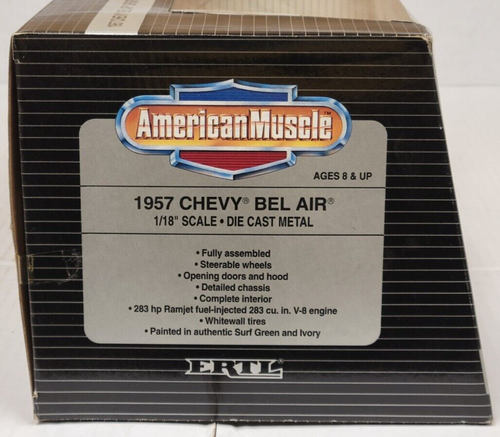 American Muscle™
AGES 8 & UP
1957 CHEVY® BEL AIR®
1/18" SCALE • DIE CAST METAL
• Fully assembled
• Steerable wheels
• Opening doors and hood
• Detailed chassis
• Complete interior
• 283 hp Ramjet fuel-injected 283 cu. in. V-8 engine
• Whitewall tires
• Painted in authentic Surf Green and Ivory
ERTL®